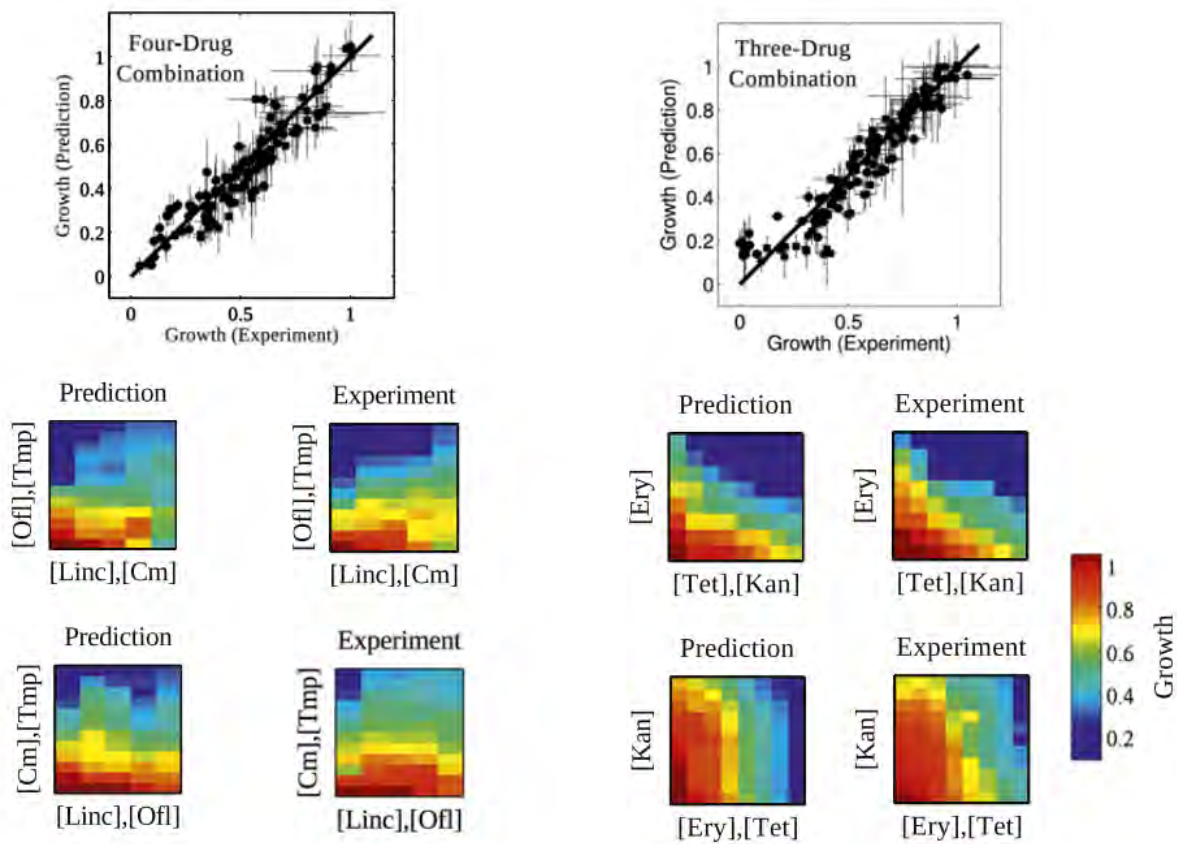 Four-Drug
Combination
Growth (Prediction)
1
0.8
0.6
0.4
0.2
0
0
0.5
1
Growth (Experiment)
Three-Drug
Combination
Growth (Prediction)
1
0.8
0.6
0.4
0.2
0
0
0.5
1
Growth (Experiment)
Prediction
[Ofl],[Tmp]
[Linc],[Cm]
Experiment
[Ofl],[Tmp]
[Linc],[Cm]
Prediction
[Ery]
[Tet],[Kan]
Experiment
[Ery]
[Tet],[Kan]
Prediction
[Cm],[Tmp]
[Linc],[Ofl]
Experiment
[Cm],[Tmp]
[Linc],[Ofl]
Prediction
[Kan]
[Ery],[Tet]
Experiment
[Kan]
[Ery],[Tet]
1
0.8
0.6
0.4
0.2
Growth